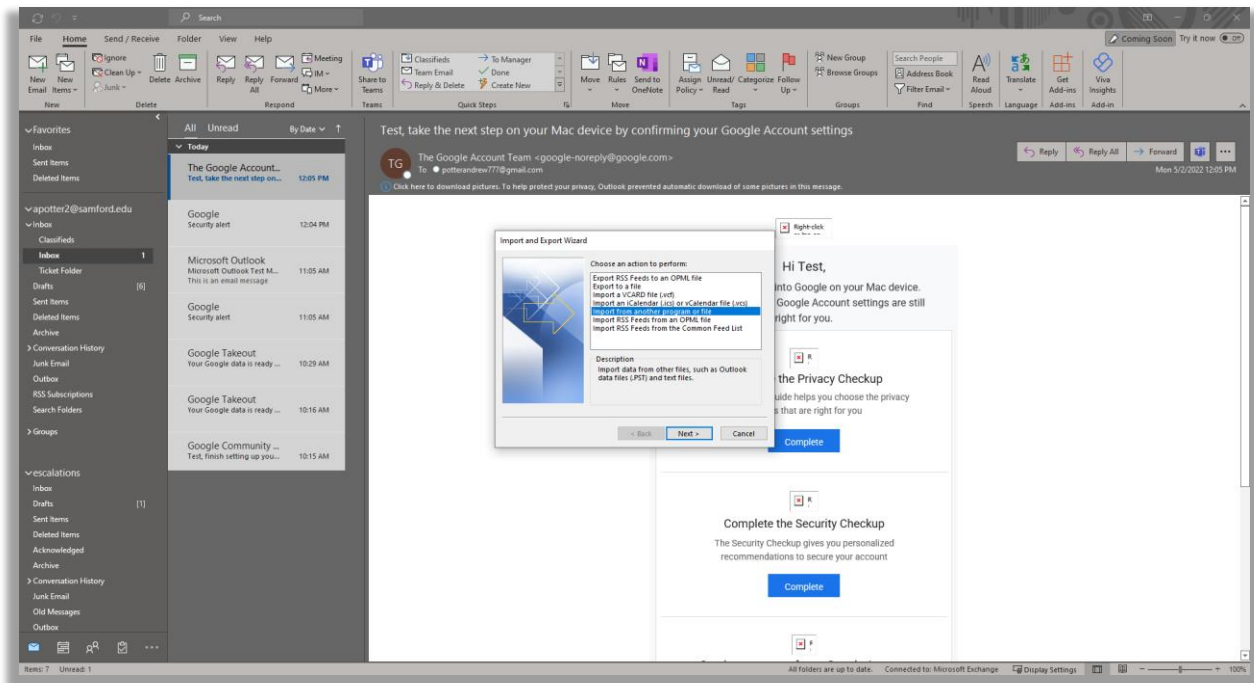 Search
File Home Send / Receive Folder View Help
Coming Soon Try it now Off
New Email
New Items
Ignore
Clean Up
Junk
Delete
Archive
Reply
Reply All
Forward
Meeting
IM
More
Share to Teams
Classifieds
Team Email
Reply & Delete
To Manager
Done
Create New
Move
Rules
Send to OneNote
Assign Policy
Unread/ Read
Categorize
Follow Up
New Group
Browse Groups
Search People
Address Book
Filter Email
Read Aloud
Translate
Get Add-ins
Viva Insights
New Delete Respond Teams Quick Steps Move Tags Groups Find Speech Language Add-ins Add-in
Favorites
Inbox
Sent Items
Deleted Items
apotter2@samford.edu
Inbox
Classifieds
Inbox 1
Ticket Folder
Drafts [6]
Sent Items
Deleted Items
Archive
Conversation History
Junk Email
Outbox
RSS Subscriptions
Search Folders
Groups
escalations
Inbox
Drafts [1]
Sent Items
Deleted Items
Acknowledged
Archive
Conversation History
Junk Email
Old Messages
Outbox
All Unread By Date ↑
Today
The Google Account...
Test, take the next step on... 12:05 PM
Google
Security alert 12:04 PM
Microsoft Outlook
Microsoft Outlook Test M... 11:05 AM
This is an email message
Google
Security alert 11:05 AM
Google Takeout
Your Google data is ready ... 10:29 AM
Google Takeout
Your Google data is ready ... 10:16 AM
Google Community ...
Test, finish setting up you... 10:15 AM
Test, take the next step on your Mac device by confirming your Google Account settings
TG
The Google Account Team <google-noreply@google.com>
To potterandrew777@gmail.com
Reply Reply All Forward
Mon 5/2/2022 12:05 PM
Click here to download pictures. To help protect your privacy, Outlook prevented automatic download of some pictures in this message.
Right-click
Hi Test,
into Google on your Mac device.
Google Account settings are still
right for you.
the Privacy Checkup
uide helps you choose the privacy
s that are right for you
Complete
Complete the Security Checkup
The Security Checkup gives you personalized
recommendations to secure your account
Complete
Import and Export Wizard
Choose an action to perform:
Export RSS Feeds to an OPML file
Export to a file
Import a VCARD file (.vcf)
Import an iCalendar (.ics) or vCalendar file (.vcs)
Import from another program or file
Import RSS Feeds from an OPML file
Import RSS Feeds from the Common Feed List
Description
Import data from other files, such as Outlook
data files (.PST) and text files.
< Back Next > Cancel
Items: 7 Unread: 1
All folders are up to date. Connected to: Microsoft Exchange Display Settings 100%